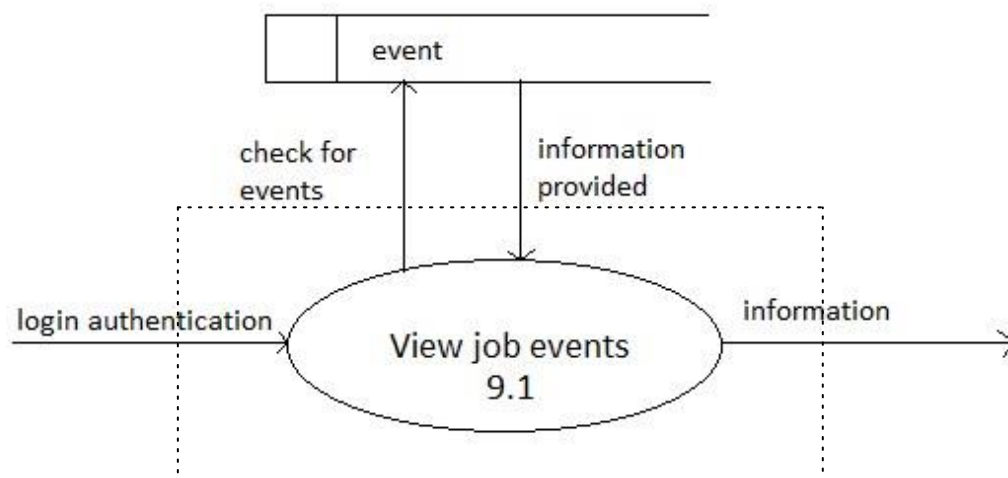 event
check for
events
information
provided
login authentication
information
View job events
9.1